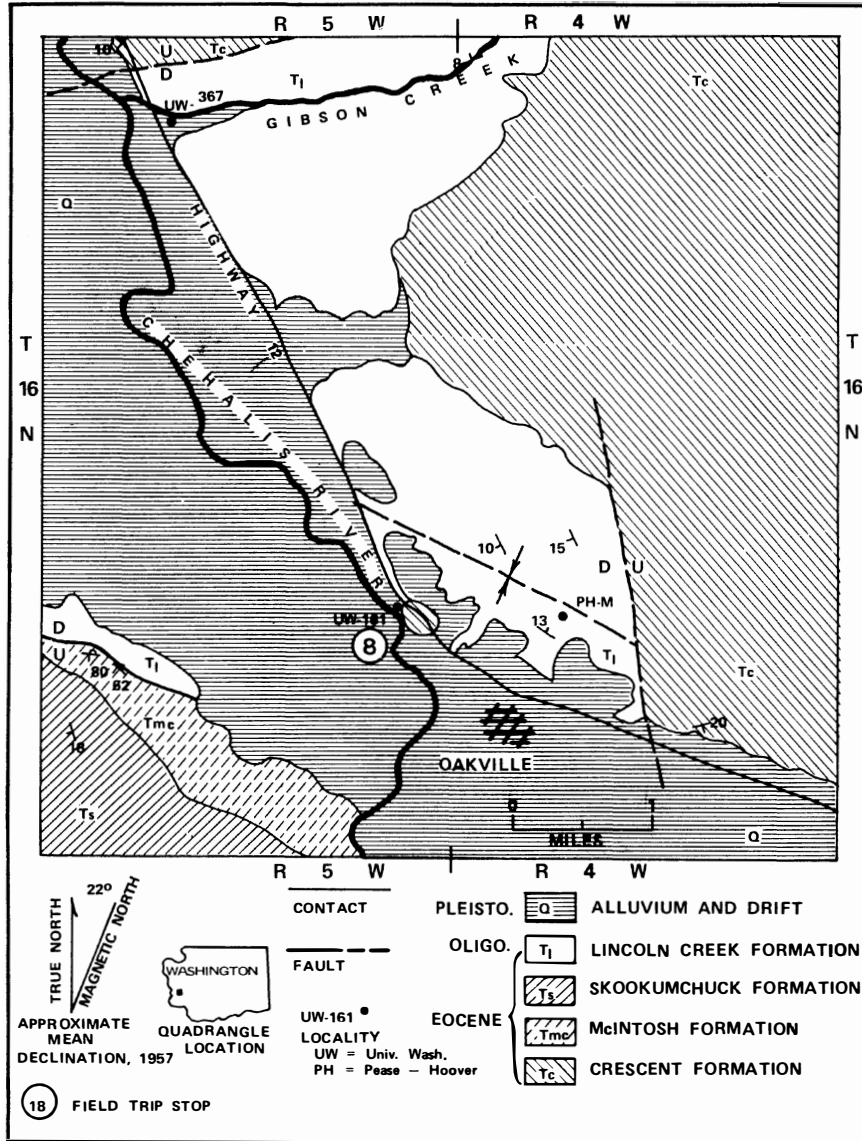 R 5 W R 4 W
18 U Tc
D
Tl
8
Tc
UW-367
GIBSON CREEK
Q
HIGHWAY
T 16 N
T 16 N
12
CHEHALIS RIVER
10 15
D U
PH-M
UW-161
13
8
Tl
D
U
Tl
80
62
Tmc
Tc
20
18
OAKVILLE
Ts
0 1
MILES
Q
R 5 W R 4 W
22°
TRUE NORTH
MAGNETIC NORTH
APPROXIMATE
MEAN
DECLINATION, 1957
WASHINGTON
QUADRANGLE
LOCATION
CONTACT
FAULT
UW-161
LOCALITY
UW = Univ. Wash.
PH = Pease – Hoover
PLEISTO. Q ALLUVIUM AND DRIFT
OLIGO. Tl LINCOLN CREEK FORMATION
Ts SKOOKUMCHUCK FORMATION
EOCENE
Tmc McINTOSH FORMATION
Tc CRESCENT FORMATION
18 FIELD TRIP STOP